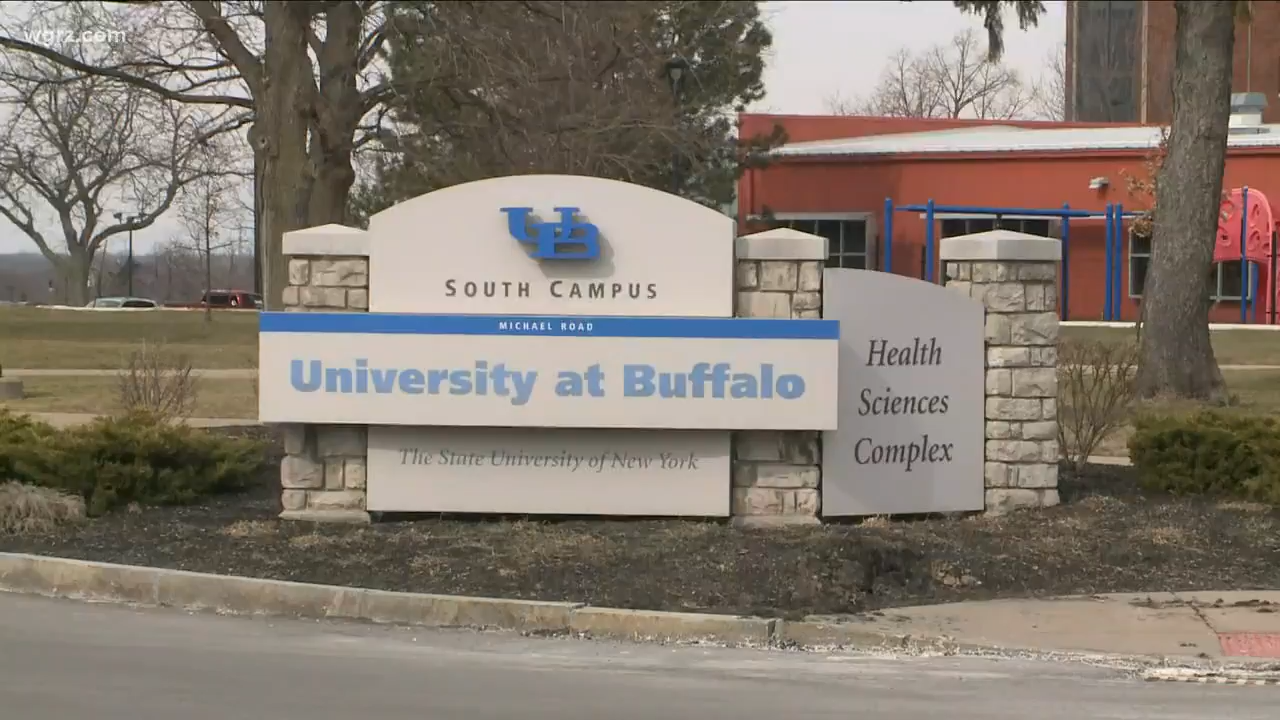 wgrz.com
UB
SOUTH CAMPUS
MICHAEL ROAD
University at Buffalo
The State University of New York
Health
Sciences
Complex